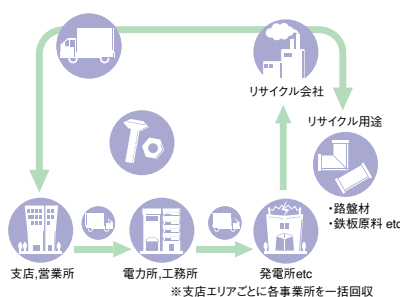 リサイクル会社
リサイクル用途
・路盤材
・鉄板原料 etc
支店,営業所
電力所,工務所
発電所etc
※支店エリアごとに各事業所を一括回収